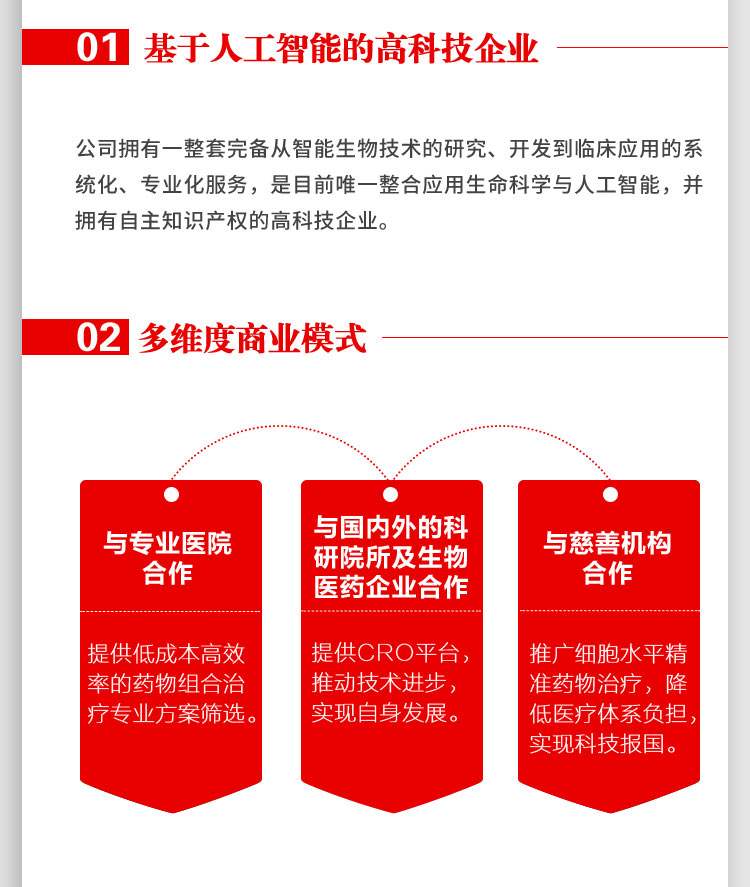 01 基于人工智能的高科技企业
公司拥有一整套完备从智能生物技术的研究、开发到临床应用的系
统化、专业化服务，是目前唯一整合应用生命科学与人工智能，并
拥有自主知识产权的高科技企业。
02 多维度商业模式
与专业医院
合作
提供低成本高效
率的药物组合治
疗专业方案筛选。
与国内外的科
研院所及生物
医药企业合作
提供CRO平台，
推动技术进步，
实现自身发展。
与慈善机构
合作
推广细胞水平精
准药物治疗，降
低医疗体系负担，
实现科技报国。